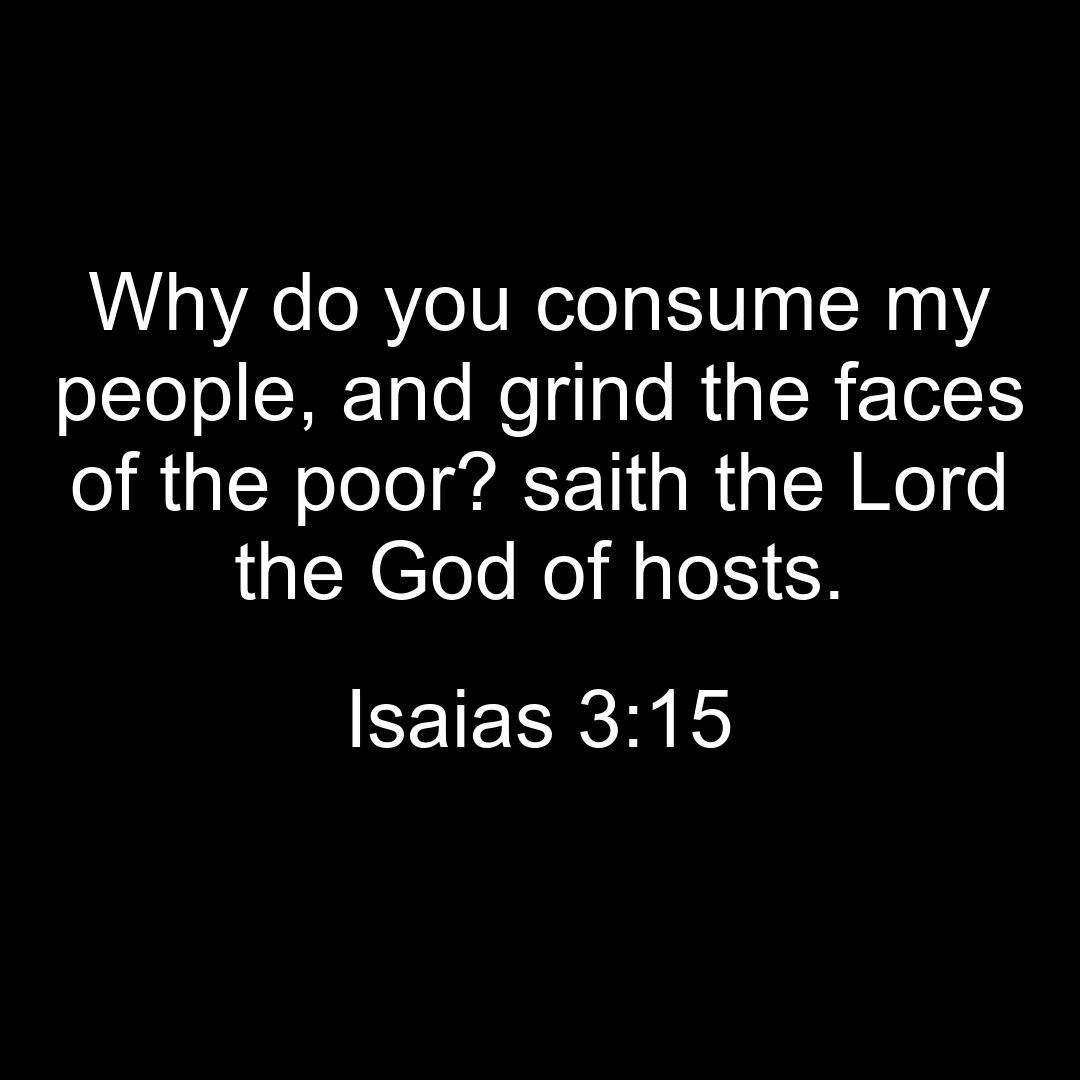 Why do you consume my
people, and grind the faces
of the poor? saith the Lord
the God of hosts.
Isaias 3:15